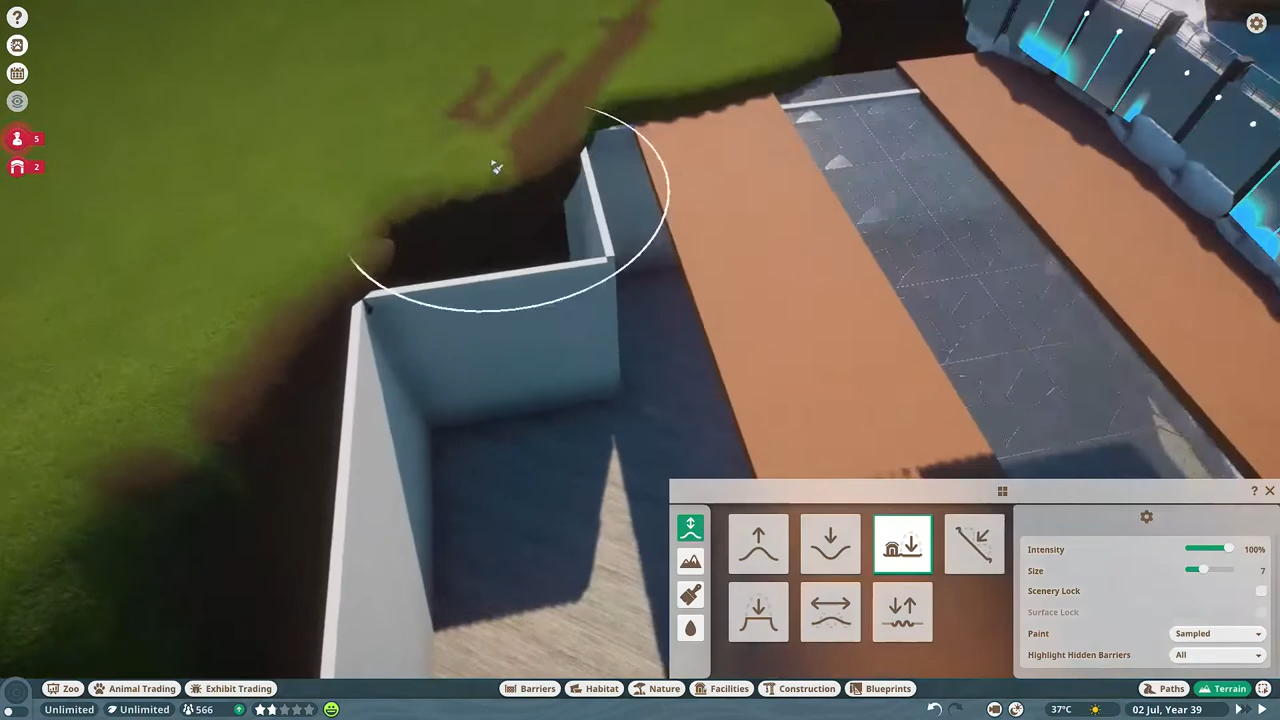 ?
5
2
? ×
Intensity 100%
Size 7
Scenery Lock
Surface Lock
Paint Sampled
Highlight Hidden Barriers All
Zoo Animal Trading Exhibit Trading Barriers Habitat Nature Facilities Construction Blueprints Paths Terrain
Unlimited Unlimited 566 37°C 02 Jul, Year 39